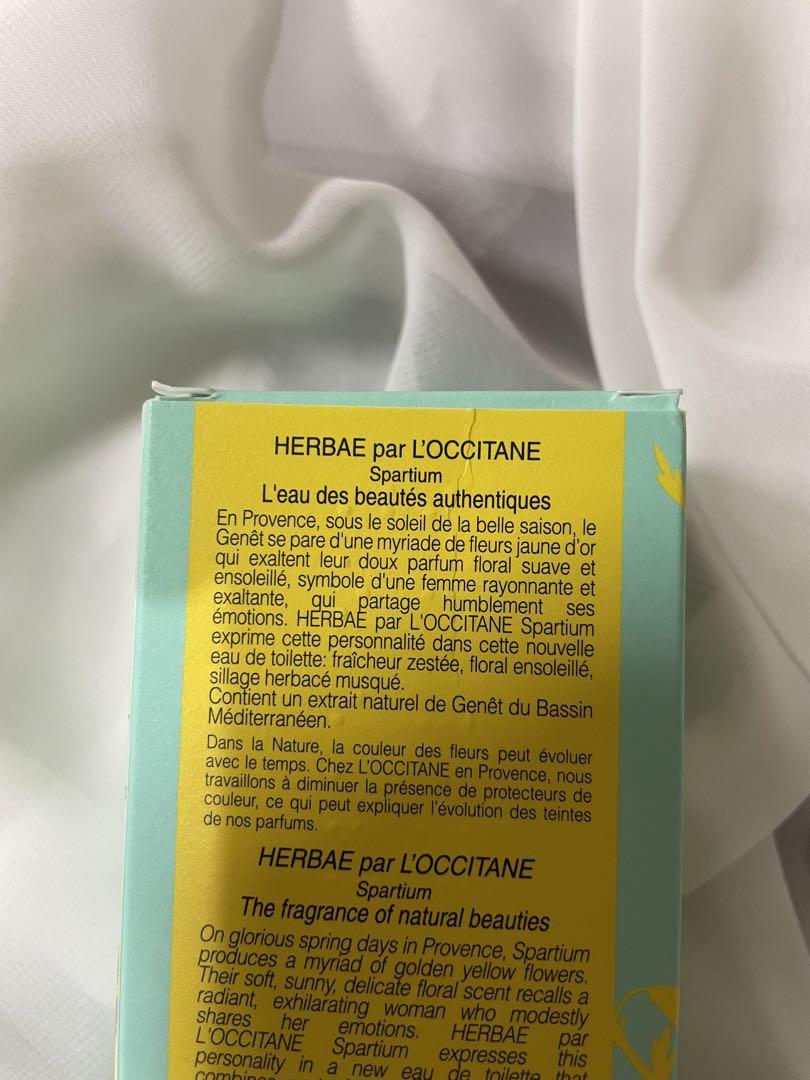 HERBAE par L'OCCITANE
Spartium
L'eau des beautés authentiques
En Provence, sous le soleil de la belle saison, le
Genêt se pare d'une myriade de fleurs jaune d'or
qui exaltent leur doux parfum floral suave et
ensoleillé, symbole d'une femme rayonnante et
exaltante, qui partage humblement ses
émotions. HERBAE par L'OCCITANE Spartium
exprime cette personnalité dans cette nouvelle
eau de toilette: fraîcheur zestée, floral ensoleillé,
sillage herbacé musqué.
Contient un extrait naturel de Genêt du Bassin
Méditerranéen.
Dans la Nature, la couleur des fleurs peut évoluer
avec le temps. Chez L'OCCITANE en Provence, nous
travaillons à diminuer la présence de protecteurs de
couleur, ce qui peut expliquer l'évolution des teintes
de nos parfums.
HERBAE par L'OCCITANE
Spartium
The fragrance of natural beauties
On glorious spring days in Provence, Spartium
produces a myriad of golden yellow flowers.
Their soft, sunny, delicate floral scent recalls a
radiant, exhilarating woman who modestly
shares her emotions. HERBAE par
L'OCCITANE Spartium expresses this
personality in a new eau de toilette that